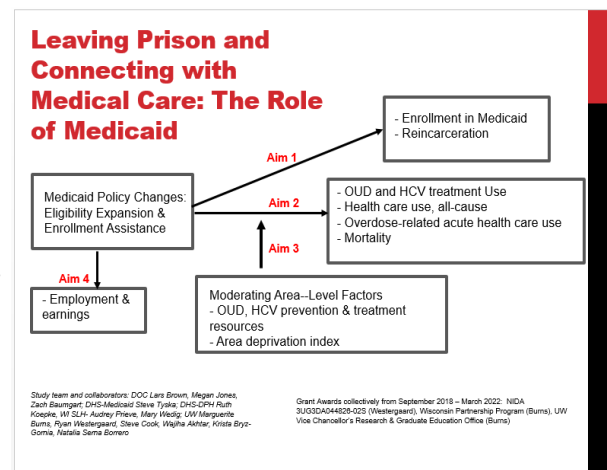 Leaving Prison and
Connecting with
Medical Care: The Role
of Medicaid
- Enrollment in Medicaid
- Reincarceration
Aim 1
Medicaid Policy Changes:
Eligibility Expansion &
Enrollment Assistance
Aim 2
- OUD and HCV treatment Use
- Health care use, all-cause
- Overdose-related acute health care use
- Mortality
Aim 3
Aim 4
- Employment &
earnings
Moderating Area--Level Factors
- OUD, HCV prevention & treatment
resources
- Area deprivation index
Study team and collaborators: DOC Lars Brown, Megan Jones,
Zach Baumgart; DHS-Medicaid Steve Tyska; DHS-DPH Ruth
Koepke, WI SLH- Audrey Prieve, Mary Wedig; UW Marguerite
Burns, Ryan Westergaard, Steve Cook, Wajiha Akhtar, Krista Bryz-
Gornia, Natalia Serna Borrero
Grant Awards collectively from September 2018 – March 2022: NIDA
3UG3DA044826-02S (Westergaard), Wisconsin Partnership Program (Burns), UW
Vice Chancellor's Research & Graduate Education Office (Burns)